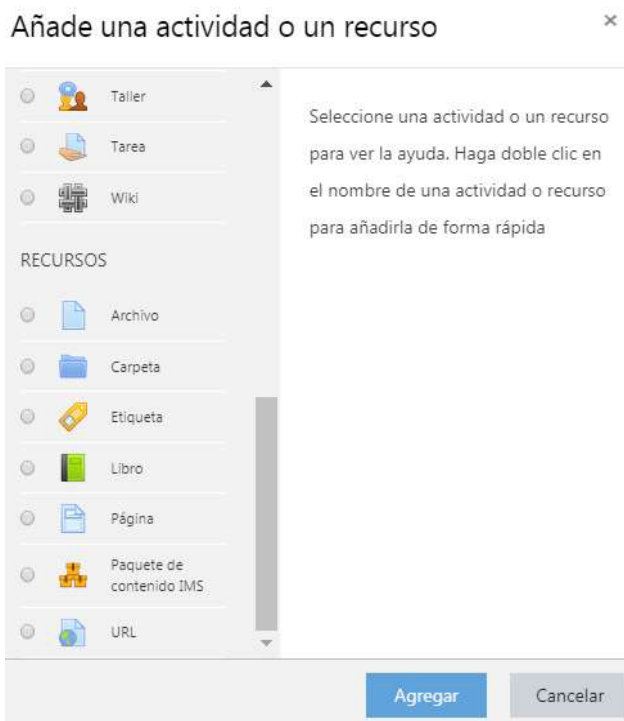 Añade una actividad o un recurso
×
Taller
Tarea
Wiki
RECURSOS
Archivo
Carpeta
Etiqueta
Libro
Página
Paquete de
contenido IMS
URL
Seleccione una actividad o un recurso
para ver la ayuda. Haga doble clic en
el nombre de una actividad o recurso
para añadirla de forma rápida
Agregar
Cancelar